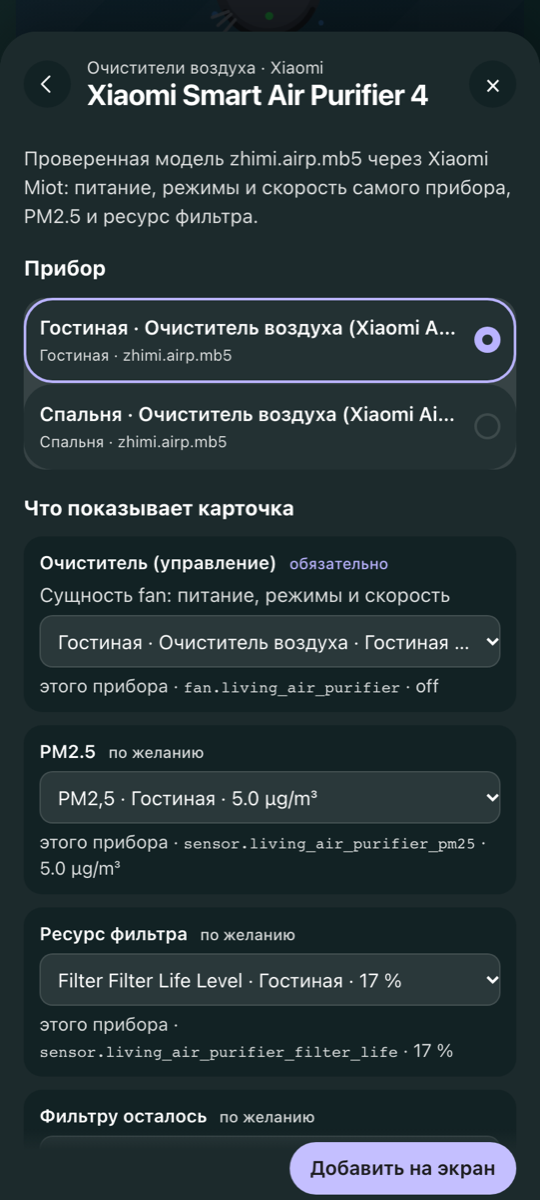 Очистители воздуха · Xiaomi
Xiaomi Smart Air Purifier 4
Проверенная модель zhimi.airp.mb5 через Xiaomi
Miot: питание, режимы и скорость самого прибора,
PM2.5 и ресурс фильтра.
Прибор
Гостиная · Очиститель воздуха (Xiaomi A...
Гостиная · zhimi.airp.mb5
Спальня · Очиститель воздуха (Xiaomi Ai...
Спальня · zhimi.airp.mb5
Что показывает карточка
Очиститель (управление) обязательно
Сущность fan: питание, режимы и скорость
Гостиная · Очиститель воздуха · Гостиная ...
этого прибора · fan.living_air_purifier · off
PM2.5 по желанию
PM2,5 · Гостиная · 5.0 µg/m³
этого прибора · sensor.living_air_purifier_pm25 ·
5.0 µg/m³
Ресурс фильтра по желанию
Filter Filter Life Level · Гостиная · 17 %
этого прибора ·
sensor.living_air_purifier_filter_life · 17 %
Фильтру осталось по желанию
Добавить на экран